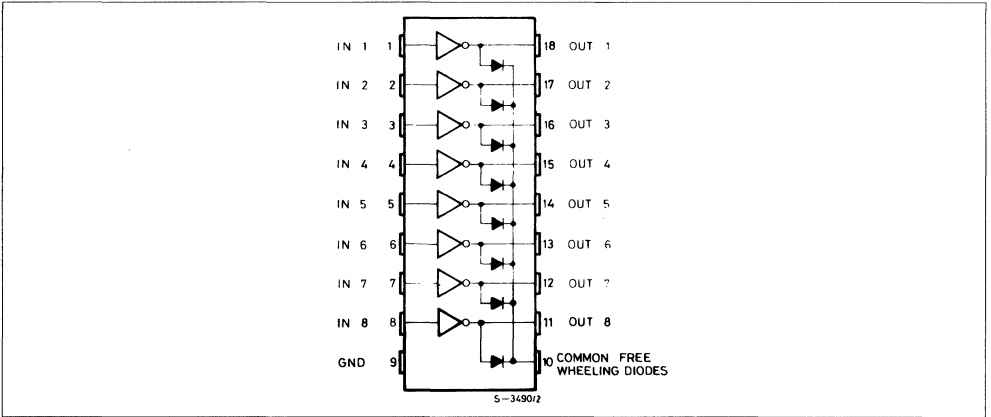 IN 1 1 18 OUT 1
IN 2 2 17 OUT 2
IN 3 3 16 OUT 3
IN 4 4 15 OUT 4
IN 5 5 14 OUT 5
IN 6 6 13 OUT 6
IN 7 7 12 OUT 7
IN 8 8 11 OUT 8
GND 9 10 COMMON FREE
WHEELING DIODES
S-3490/2